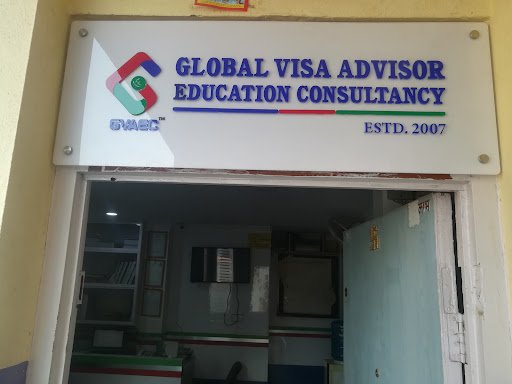 GLOBAL VISA ADVISOR
EDUCATION CONSULTANCY
GVAEC™
ESTD. 2007